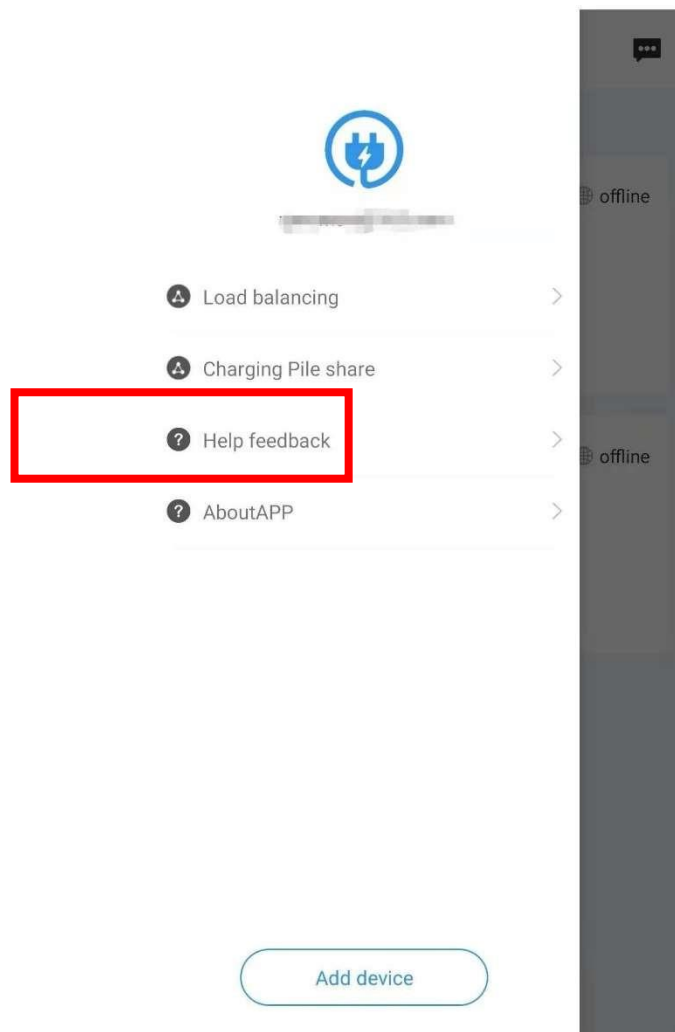 offline
Load balancing
Charging Pile share
Help feedback
offline
AboutAPP
Add device